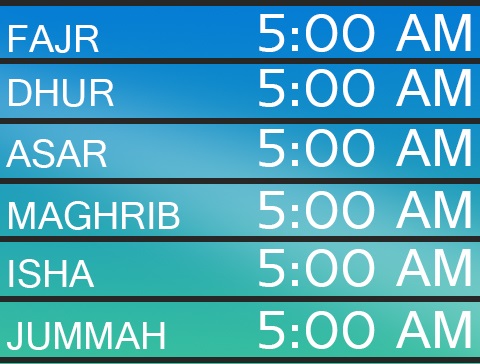 FAJR 5:00 AM
DHUR 5:00 AM
ASAR 5:00 AM
MAGHRIB 5:00 AM
ISHA 5:00 AM
JUMMAH 5:00 AM